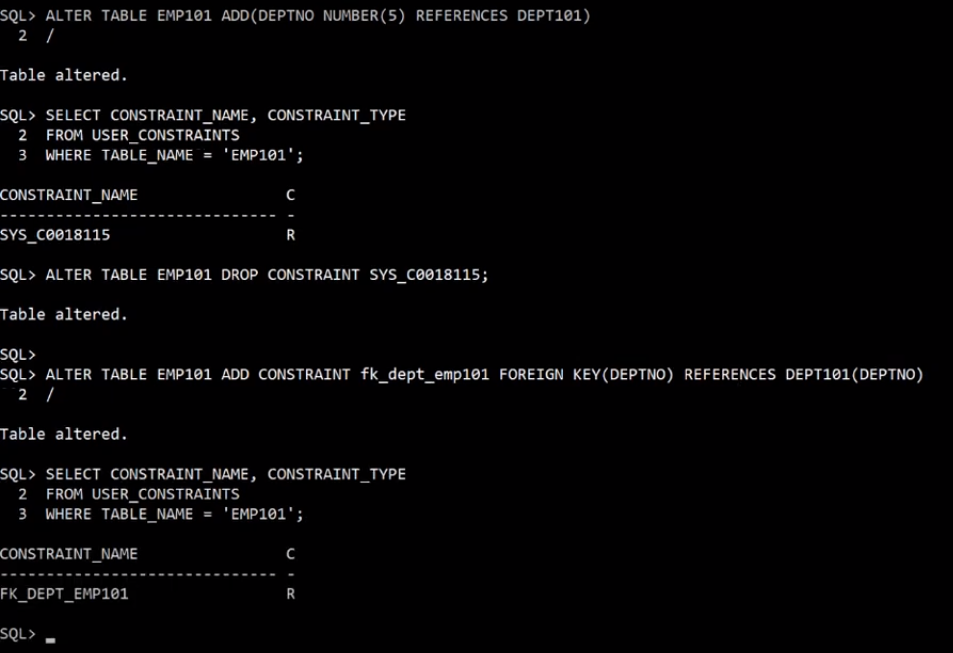 SQL> ALTER TABLE EMP101 ADD(DEPTNO NUMBER(5) REFERENCES DEPT101)
  2  /
Table altered.
SQL> SELECT CONSTRAINT_NAME, CONSTRAINT_TYPE
  2  FROM USER_CONSTRAINTS
  3  WHERE TABLE_NAME = 'EMP101';
CONSTRAINT_NAME                C
------------------------------ -
SYS_C0018115                   R
SQL> ALTER TABLE EMP101 DROP CONSTRAINT SYS_C0018115;
Table altered.
SQL>
SQL> ALTER TABLE EMP101 ADD CONSTRAINT fk_dept_emp101 FOREIGN KEY(DEPTNO) REFERENCES DEPT101(DEPTNO)
  2  /
Table altered.
SQL> SELECT CONSTRAINT_NAME, CONSTRAINT_TYPE
  2  FROM USER_CONSTRAINTS
  3  WHERE TABLE_NAME = 'EMP101';
CONSTRAINT_NAME                C
------------------------------ -
FK_DEPT_EMP101                 R
SQL> _